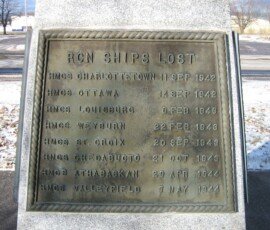 RCN SHIPS LOST
HMCS CHARLOTTETOWN 11 SEP 1942
HMCS OTTAWA 14 SEP 1942
HMCS LOUISBURG 6 FEB 1943
HMCS WEYBURN 22 FEB 1943
HMCS ST. CROIX 20 SEP 1943
HMCS CHEDABUCTO 21 OCT 1943
HMCS ATHABASKAN 29 APR 1944
HMCS VALLEYFIELD 7 MAY 1944